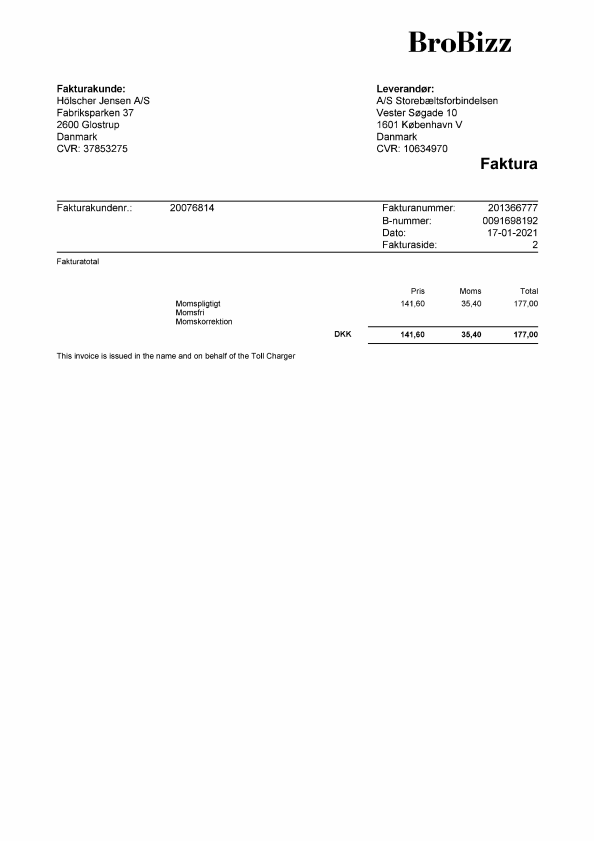 BroBizz
Fakturakunde:
Hölscher Jensen A/S
Fabriksparken 37
2600 Glostrup
Danmark
CVR: 37853275
Leverandør:
A/S Storebæltsforbindelsen
Vester Søgade 10
1601 København V
Danmark
CVR: 10634970
Faktura
Fakturakundenr.: 20076814
Fakturanummer: 201366777
B-nummer: 0091698192
Dato: 17-01-2021
Fakturaside: 2
Fakturatotal
Pris Moms Total
Momspligtigt 141,60 35,40 177,00
Momsfri
Momskorrektion
DKK 141,60 35,40 177,00
This invoice is issued in the name and on behalf of the Toll Charger